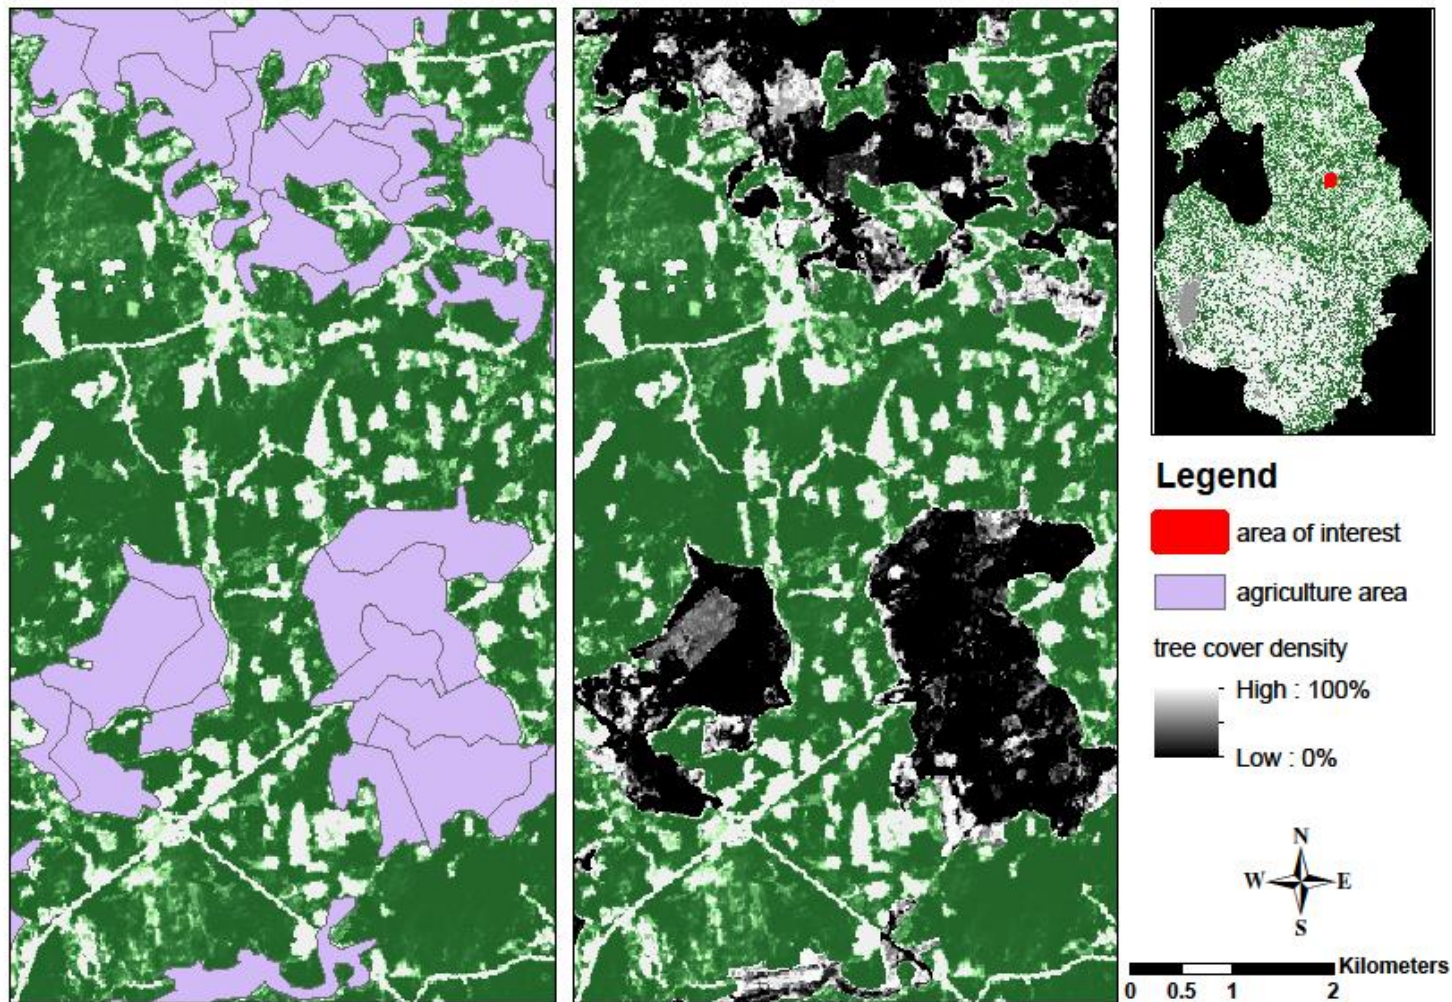 Legend
area of interest
agriculture area
tree cover density
High : 100%
Low : 0%
N
W E
S
Kilometers
0 0.5 1 2